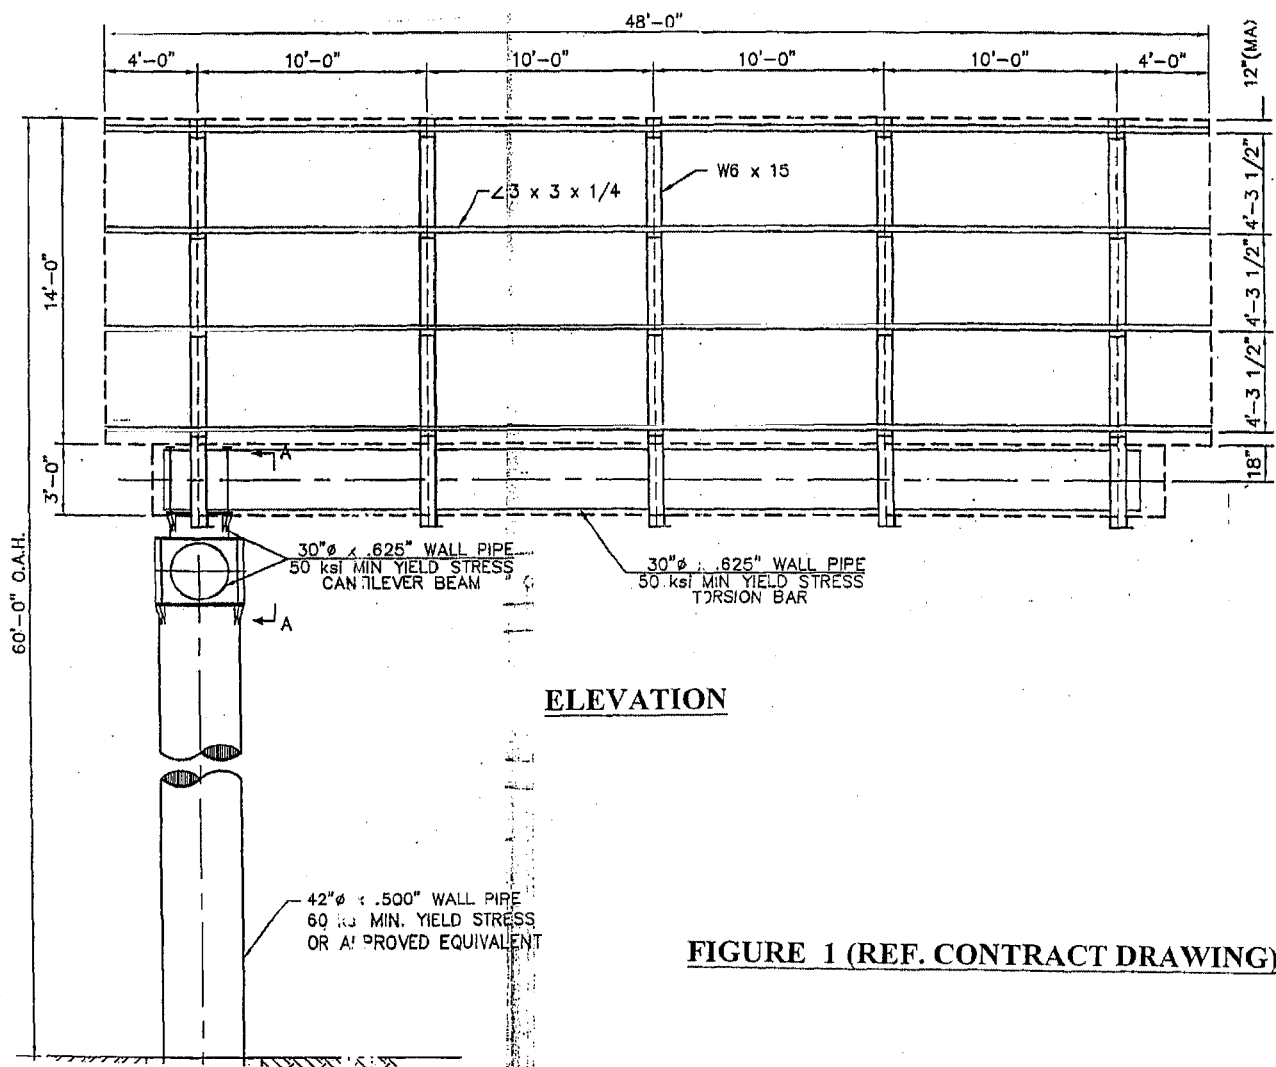 48'-0"
4'-0" 10'-0" 10'-0" 10'-0" 10'-0" 4'-0"
12"(MA)
W6 x 15
∠3 x 3 x 1/4
4'-3 1/2"
4'-3 1/2"
4'-3 1/2"
18"
14'-0"
3'-0"
60'-0" O.A.H.
A
A
30"ø x .625" WALL PIPE
50 ksi MIN YIELD STRESS
CANTILEVER BEAM
30"ø .625" WALL PIPE
50 ksi MIN YIELD STRESS
TORSION BAR
ELEVATION
42"ø x .500" WALL PIPE
60 ksi MIN. YIELD STRESS
OR APPROVED EQUIVALENT
FIGURE 1 (REF. CONTRACT DRAWING)